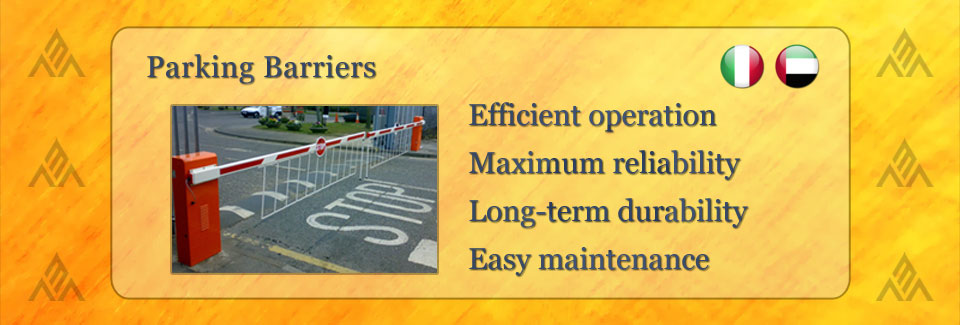 Parking Barriers
Efficient operation
Maximum reliability
Long-term durability
Easy maintenance
STOP!